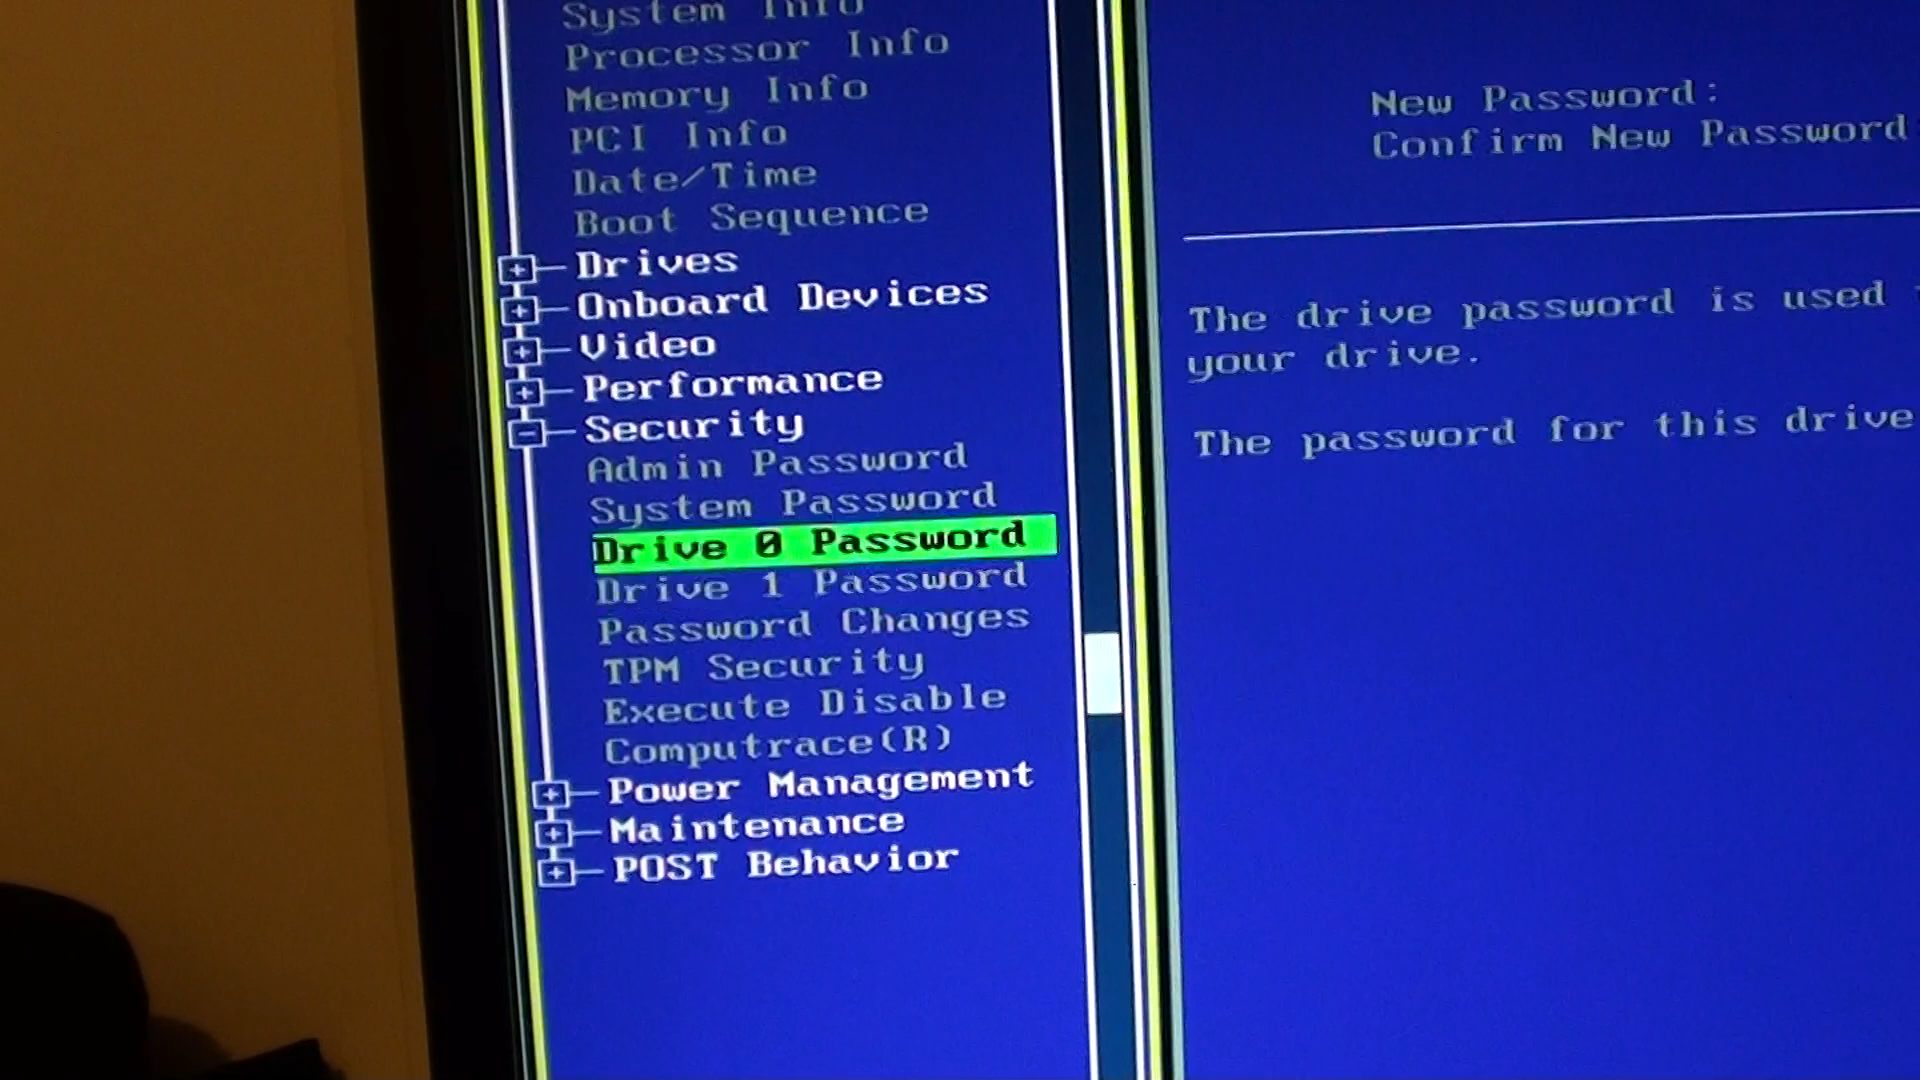 System Info
Processor Info
Memory Info
PCI Info
Date/Time
Boot Sequence
Drives
Onboard Devices
Video
Performance
Security
Admin Password
System Password
Drive 0 Password
Drive 1 Password
Password Changes
TPM Security
Execute Disable
Computrace(R)
Power Management
Maintenance
POST Behavior
New Password:
Confirm New Password
The drive password is used
your drive.
The password for this drive